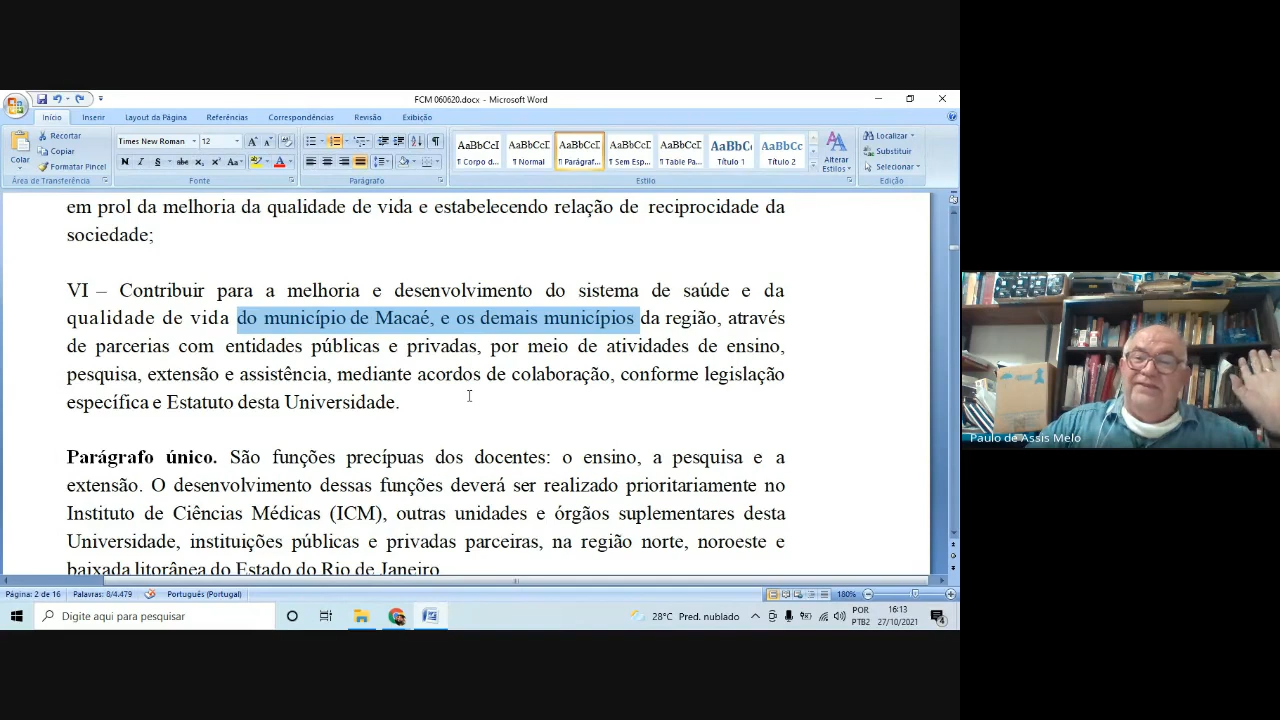 FCM 060620.docx - Microsoft Word
Início Inserir Layout da Página Referências Correspondências Revisão Exibição
Colar
Recortar
Copiar
Formatar Pincel
Área de Transferência
Times New Roman 12
Fonte
Parágrafo
AaBbCcI AaBbCcI AaBbCcI AaBbCcI AaBbCcI AaBbC AaBbCc
¶ Corpo d... ¶ Normal ¶ Parágraf... ¶ Sem Esp... ¶ Table Pa... Título 1 Título 2
Alterar
Estilos
Estilo
Localizar
Substituir
Selecionar
Edição
em prol da melhoria da qualidade de vida e estabelecendo relação de reciprocidade da
sociedade;
VI – Contribuir para a melhoria e desenvolvimento do sistema de saúde e da
qualidade de vida do município de Macaé, e os demais municípios da região, através
de parcerias com entidades públicas e privadas, por meio de atividades de ensino,
pesquisa, extensão e assistência, mediante acordos de colaboração, conforme legislação
específica e Estatuto desta Universidade.
Parágrafo único. São funções precípuas dos docentes: o ensino, a pesquisa e a
extensão. O desenvolvimento dessas funções deverá ser realizado prioritariamente no
Instituto de Ciências Médicas (ICM), outras unidades e órgãos suplementares desta
Universidade, instituições públicas e privadas parceiras, na região norte, noroeste e
baixada litorânea do Estado do Rio de Janeiro
Página: 2 de 16 Palavras: 8/4.479 Português (Portugal) 180%
Digite aqui para pesquisar
28°C Pred. nublado
POR
PTB2
16:13
27/10/2021
4
Paulo de Assis Melo